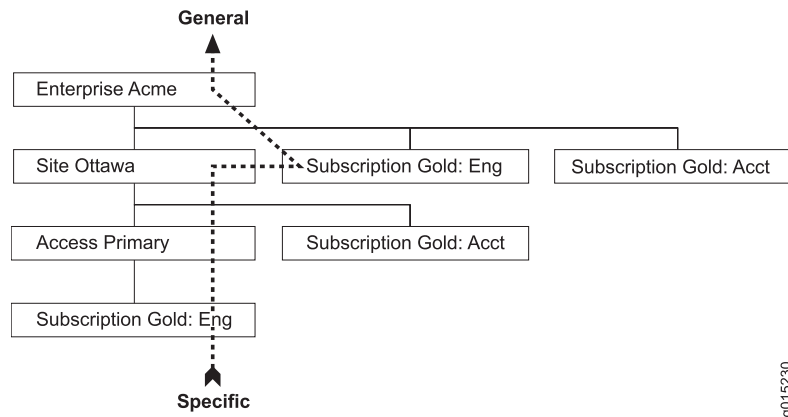 General
Enterprise Acme
Site Ottawa
Subscription Gold: Eng
Subscription Gold: Acct
Access Primary
Subscription Gold: Acct
Subscription Gold: Eng
Specific
g015230